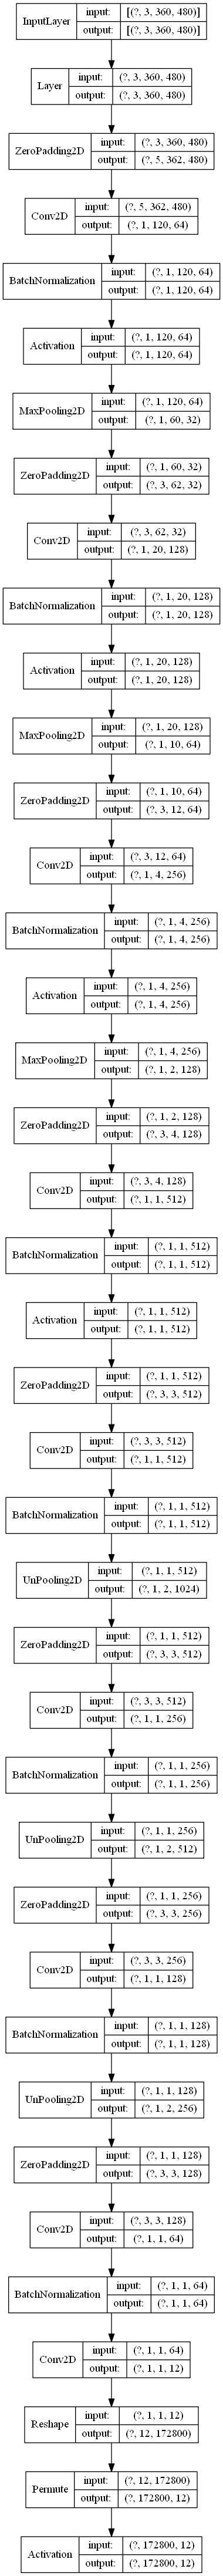 InputLayer input: [(?, 3, 360, 480)]
output: [(?, 3, 360, 480)]
Layer input: (?, 3, 360, 480)
output: (?, 3, 360, 480)
ZeroPadding2D input: (?, 3, 360, 480)
output: (?, 5, 362, 480)
Conv2D input: (?, 5, 362, 480)
output: (?, 1, 120, 64)
BatchNormalization input: (?, 1, 120, 64)
output: (?, 1, 120, 64)
Activation input: (?, 1, 120, 64)
output: (?, 1, 120, 64)
MaxPooling2D input: (?, 1, 120, 64)
output: (?, 1, 60, 32)
ZeroPadding2D input: (?, 1, 60, 32)
output: (?, 3, 62, 32)
Conv2D input: (?, 3, 62, 32)
output: (?, 1, 20, 128)
BatchNormalization input: (?, 1, 20, 128)
output: (?, 1, 20, 128)
Activation input: (?, 1, 20, 128)
output: (?, 1, 20, 128)
MaxPooling2D input: (?, 1, 20, 128)
output: (?, 1, 10, 64)
ZeroPadding2D input: (?, 1, 10, 64)
output: (?, 3, 12, 64)
Conv2D input: (?, 3, 12, 64)
output: (?, 1, 4, 256)
BatchNormalization input: (?, 1, 4, 256)
output: (?, 1, 4, 256)
Activation input: (?, 1, 4, 256)
output: (?, 1, 4, 256)
MaxPooling2D input: (?, 1, 4, 256)
output: (?, 1, 2, 128)
ZeroPadding2D input: (?, 1, 2, 128)
output: (?, 3, 4, 128)
Conv2D input: (?, 3, 4, 128)
output: (?, 1, 1, 512)
BatchNormalization input: (?, 1, 1, 512)
output: (?, 1, 1, 512)
Activation input: (?, 1, 1, 512)
output: (?, 1, 1, 512)
ZeroPadding2D input: (?, 1, 1, 512)
output: (?, 3, 3, 512)
Conv2D input: (?, 3, 3, 512)
output: (?, 1, 1, 512)
BatchNormalization input: (?, 1, 1, 512)
output: (?, 1, 1, 512)
UnPooling2D input: (?, 1, 1, 512)
output: (?, 1, 2, 1024)
ZeroPadding2D input: (?, 1, 1, 512)
output: (?, 3, 3, 512)
Conv2D input: (?, 3, 3, 512)
output: (?, 1, 1, 256)
BatchNormalization input: (?, 1, 1, 256)
output: (?, 1, 1, 256)
UnPooling2D input: (?, 1, 1, 256)
output: (?, 1, 2, 512)
ZeroPadding2D input: (?, 1, 1, 256)
output: (?, 3, 3, 256)
Conv2D input: (?, 3, 3, 256)
output: (?, 1, 1, 128)
BatchNormalization input: (?, 1, 1, 128)
output: (?, 1, 1, 128)
UnPooling2D input: (?, 1, 1, 128)
output: (?, 1, 2, 256)
ZeroPadding2D input: (?, 1, 1, 128)
output: (?, 3, 3, 128)
Conv2D input: (?, 3, 3, 128)
output: (?, 1, 1, 64)
BatchNormalization input: (?, 1, 1, 64)
output: (?, 1, 1, 64)
Conv2D input: (?, 1, 1, 64)
output: (?, 1, 1, 12)
Reshape input: (?, 1, 1, 12)
output: (?, 12, 172800)
Permute input: (?, 12, 172800)
output: (?, 172800, 12)
Activation input: (?, 172800, 12)
output: (?, 172800, 12)